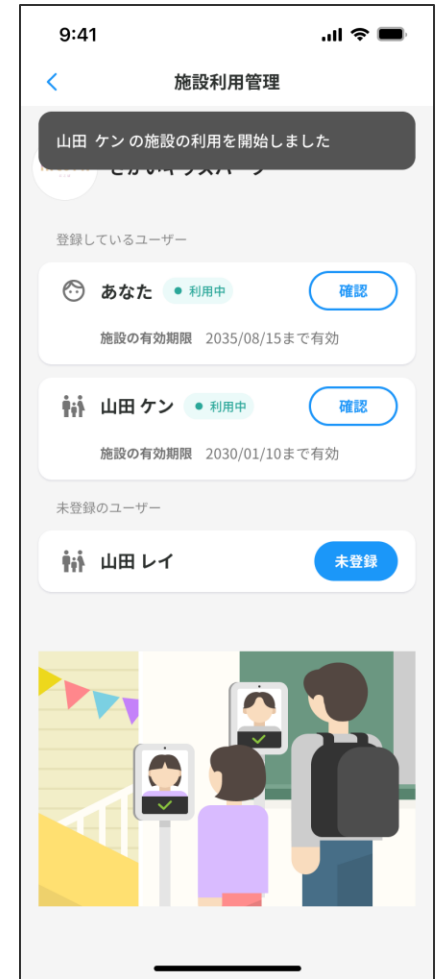 9:41
施設利用管理
山田 ケン の施設の利用を開始しました
登録しているユーザー
あなた 利用中 確認
施設の有効期限 2035/08/15まで有効
山田 ケン 利用中 確認
施設の有効期限 2030/01/10まで有効
未登録のユーザー
山田 レイ 未登録